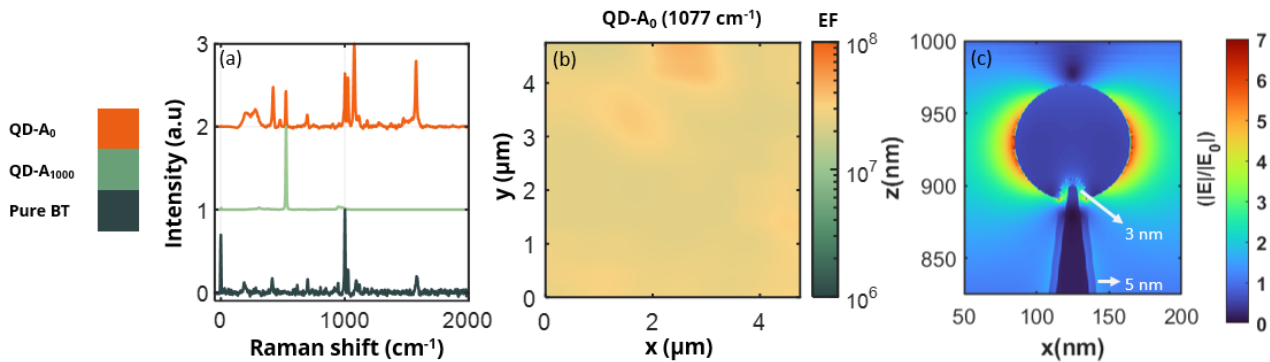 QD-A₀
QD-A₁₀₀₀
Pure BT
(a)
Intensity (a.u)
3
2
1
0
0
1000
2000
Raman shift (cm⁻¹)
QD-A₀ (1077 cm⁻¹)
EF
(b)
y (µm)
4
3
2
1
0
0
2
4
x (µm)
10⁸
10⁷
10⁶
(c)
z(nm)
1000
950
900
850
3 nm
5 nm
50
100
150
200
x(nm)
7
6
5
4
3
2
1
0
(|E|/|E₀|)